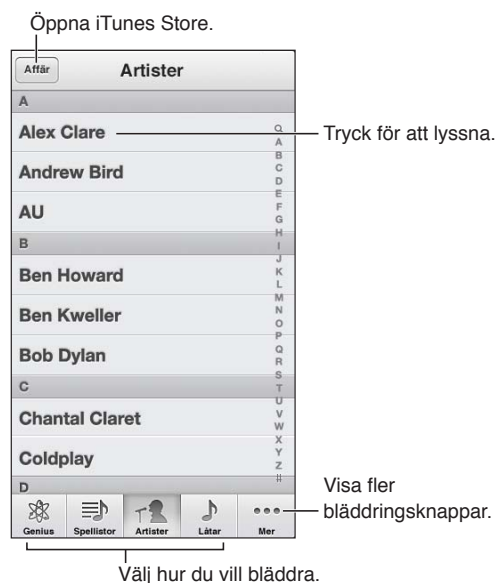 Öppna iTunes Store.
Affär
Artister
A
Alex Clare
Tryck för att lyssna.
Andrew Bird
AU
B
Ben Howard
Ben Kweller
Bob Dylan
C
Chantal Claret
Coldplay
D
A
B
C
D
E
F
G
H
I
J
K
L
M
N
O
P
Q
R
S
T
U
V
W
X
Y
Z
#
Visa fler
bläddringsknappar.
Genius Spellistor Artister Låtar Mer
Välj hur du vill bläddra.